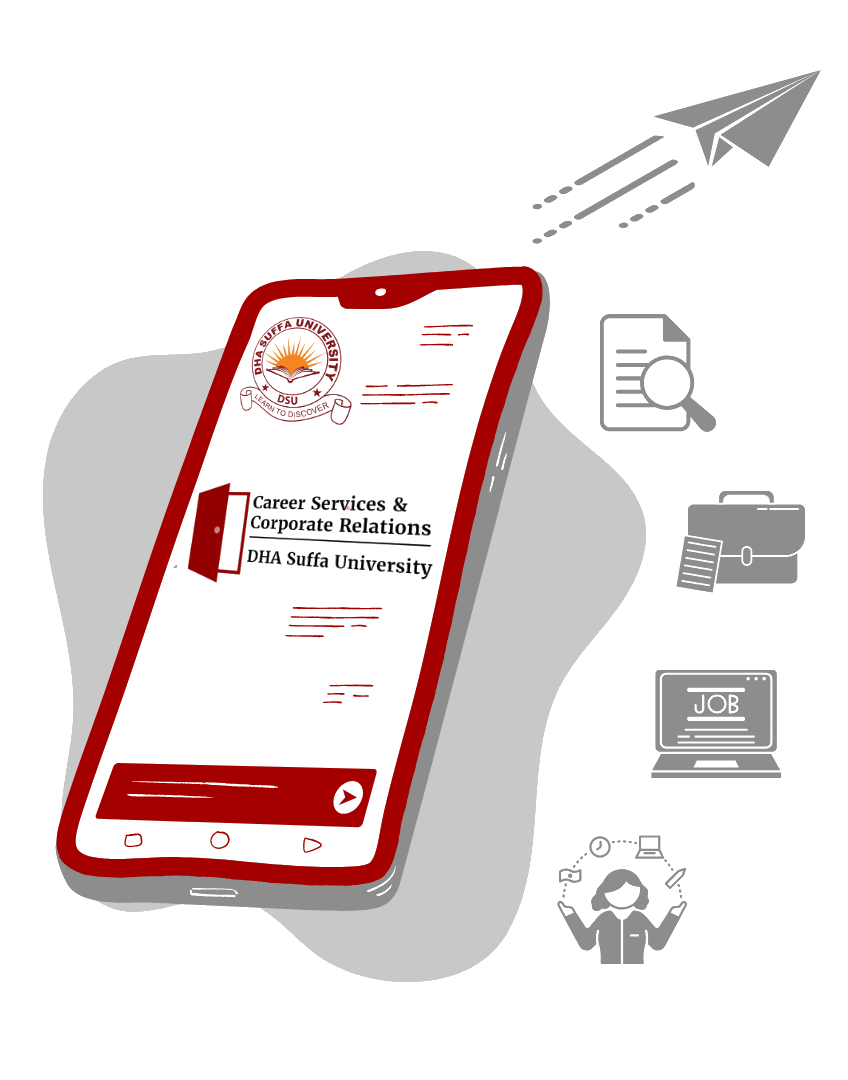 DHA SUFFA UNIVERSITY
DSU
LEARN TO DISCOVER
Career Services &
Corporate Relations
DHA Suffa University
JOB